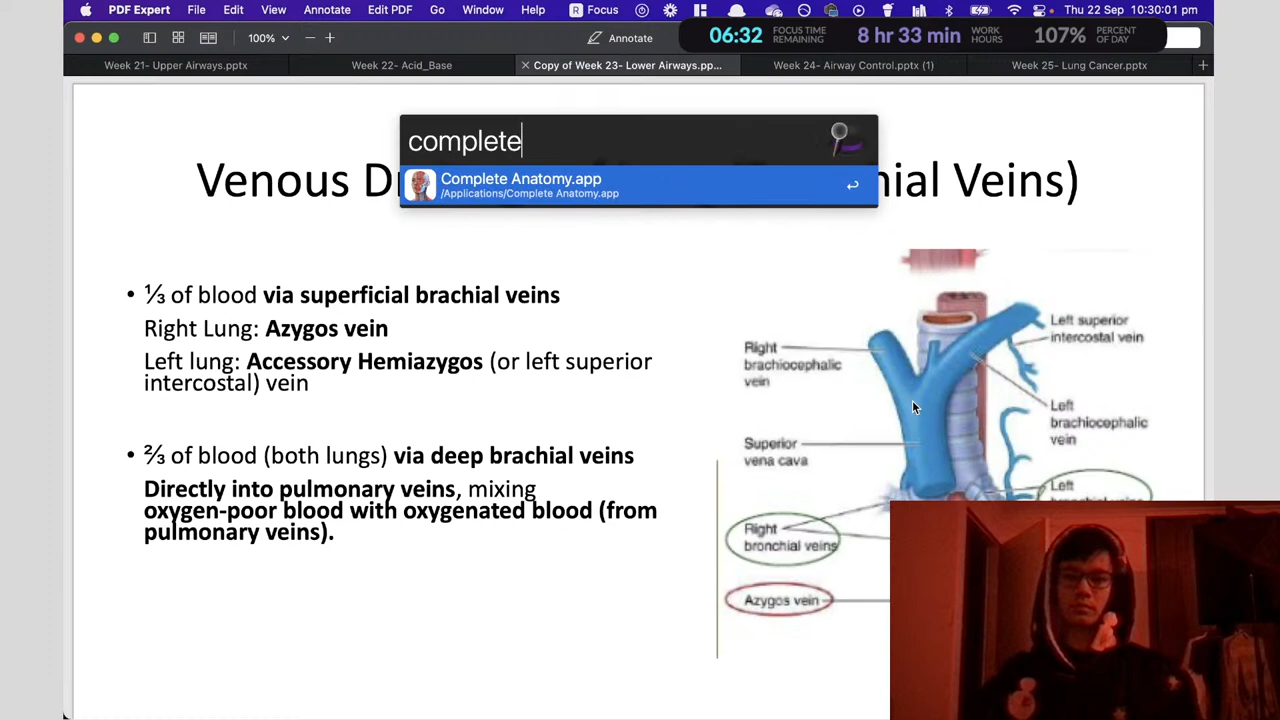 PDF Expert File Edit View Annotate Edit PDF Go Window Help R Focus Thu 22 Sep 10:30:01 pm
100% Annotate 06:32 FOCUS TIME REMAINING 8 hr 33 min WORK HOURS 107% PERCENT OF DAY
Week 21- Upper Airways.pptx Week 22- Acid_Base Copy of Week 23- Lower Airways.pp... Week 24- Airway Control.pptx (1) Week 25- Lung Cancer.pptx
complete
Complete Anatomy.app
/Applications/Complete Anatomy.app
Venous D hial Veins)
• ⅓ of blood via superficial brachial veins
Right Lung: Azygos vein
Left lung: Accessory Hemiazygos (or left superior
intercostal) vein
• ⅔ of blood (both lungs) via deep brachial veins
Directly into pulmonary veins, mixing
oxygen-poor blood with oxygenated blood (from
pulmonary veins).
Right
brachiocephalic
vein
Superior
vena cava
Right
bronchial veins
Azygos vein
Left superior
intercostal vein
Left
brachiocephalic
vein
Left